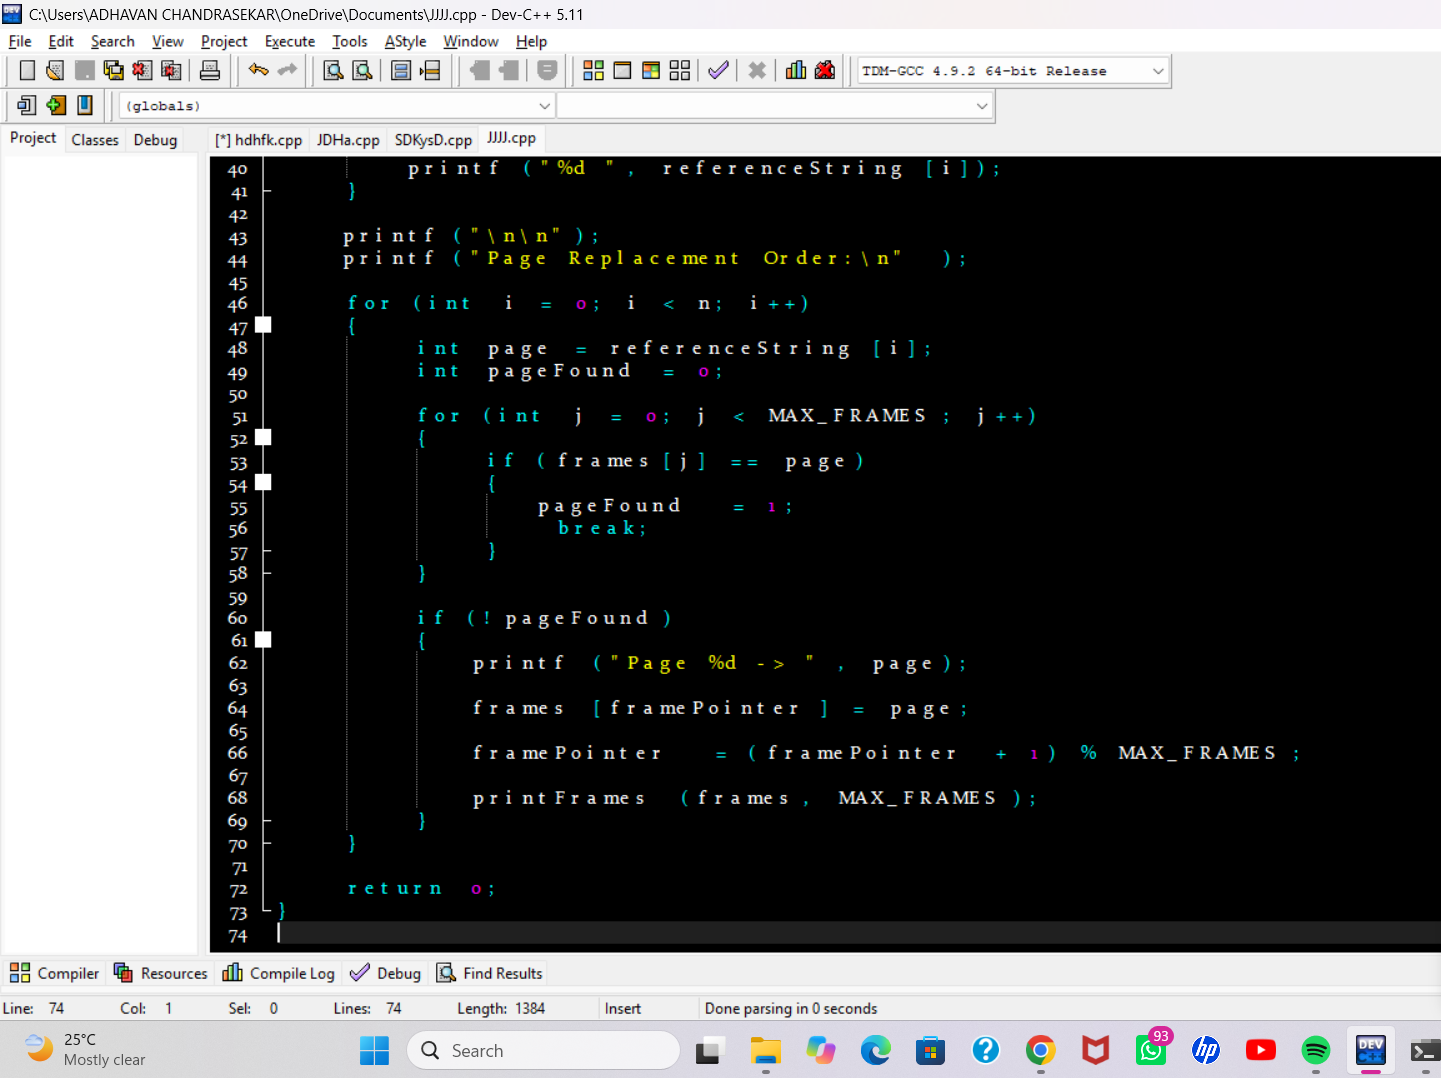 C:\Users\ADHAVAN CHANDRASEKAR\OneDrive\Documents\JJJJ.cpp - Dev-C++ 5.11
File Edit Search View Project Execute Tools AStyle Window Help
TDM-GCC 4.9.2 64-bit Release
(globals)
Project Classes Debug [*] hdhfk.cpp JDHa.cpp SDKysD.cpp JJJJ.cpp
40 printf ("%d ", referenceString [i]);
41 }
42
43 printf ("\n\n");
44 printf ("Page Replacement Order:\n" );
45
46 for (int i = 0; i < n; i++)
47 {
48 int page = referenceString [i];
49 int pageFound = 0;
50
51 for (int j = 0; j < MAX_FRAMES; j++)
52 {
53 if (frames[j] == page)
54 {
55 pageFound = 1;
56 break;
57 }
58 }
59
60 if (!pageFound)
61 {
62 printf ("Page %d -> ", page);
63
64 frames [framePointer] = page;
65
66 framePointer = (framePointer + 1) % MAX_FRAMES;
67
68 printFrames (frames, MAX_FRAMES);
69 }
70 }
71
72 return 0;
73 }
74
Compiler Resources Compile Log Debug Find Results
Line: 74 Col: 1 Sel: 0 Lines: 74 Length: 1384 Insert Done parsing in 0 seconds
25°C
Mostly clear
Search
93
hp
DEV
C++